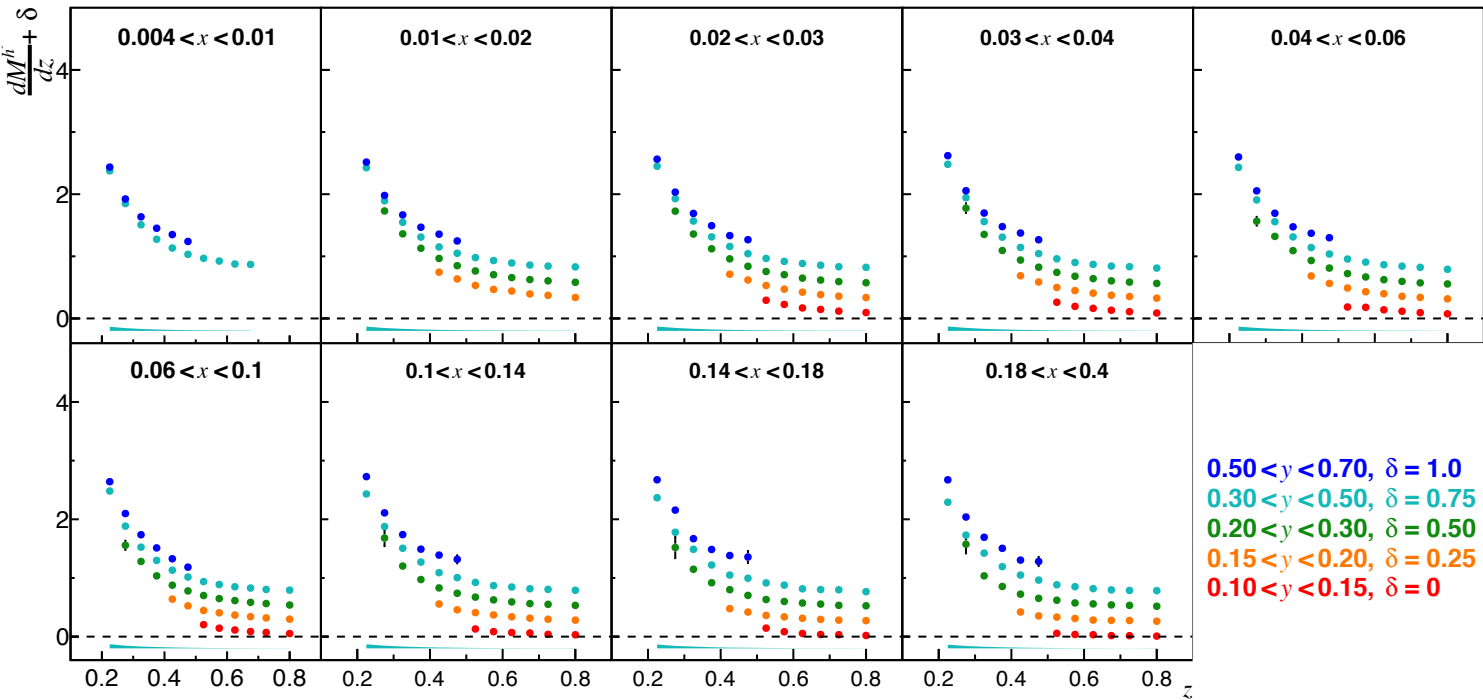 dM^h-/dz + δ
0.004 < x < 0.01
0.01 < x < 0.02
0.02 < x < 0.03
0.03 < x < 0.04
0.04 < x < 0.06
4
2
0
0.06 < x < 0.1
0.1 < x < 0.14
0.14 < x < 0.18
0.18 < x < 0.4
4
2
0
0.50 < y < 0.70, δ = 1.0
0.30 < y < 0.50, δ = 0.75
0.20 < y < 0.30, δ = 0.50
0.15 < y < 0.20, δ = 0.25
0.10 < y < 0.15, δ = 0
0.2 0.4 0.6 0.8 0.2 0.4 0.6 0.8 0.2 0.4 0.6 0.8 0.2 0.4 0.6 0.8 z